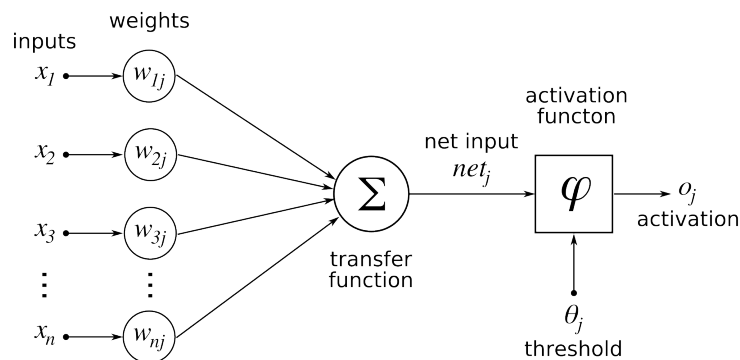 weights
inputs
x1
w1j
activation
functon
x2
w2j
net input
netj
Σ
φ
oj
activation
x3
w3j
transfer
function
xn
wnj
θj
threshold